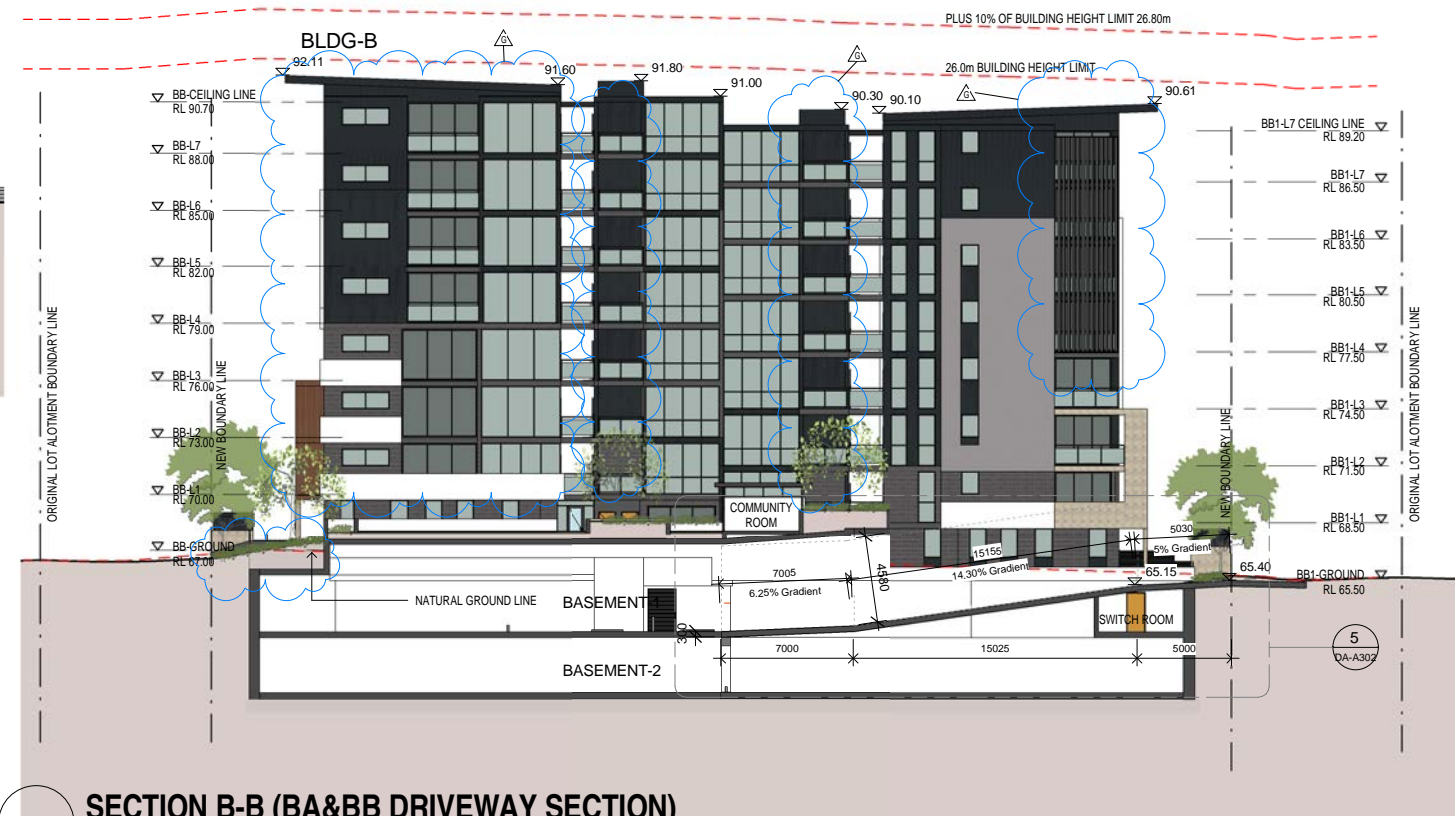 PLUS 10% OF BUILDING HEIGHT LIMIT 26.80m
BLDG-B
G
G
G
26.0m BUILDING HEIGHT LIMIT
92.11
91.60
91.80
91.00
90.30
90.10
90.61
BB-CEILING LINE
RL 90.70
BB-L7
RL 88.00
BB-L6
RL 85.00
BB-L5
RL 82.00
BB-L4
RL 79.00
BB-L3
RL 76.00
BB-L2
RL 73.00
BB-L1
RL 70.00
BB-GROUND
RL 67.00
ORIGINAL LOT ALOTMENT BOUNDARY LINE
NEW BOUNDARY LINE
BB1-L7 CEILING LINE
RL 89.20
BB1-L7
RL 86.50
BB1-L6
RL 83.50
BB1-L5
RL 80.50
BB1-L4
RL 77.50
BB1-L3
RL 74.50
BB1-L2
RL 71.50
BB1-L1
RL 68.50
BB1-GROUND
RL 65.50
NEW BOUNDARY LINE
ORIGINAL LOT ALOTMENT BOUNDARY LINE
COMMUNITY
ROOM
5030
5% Gradient
15155
14.30% Gradient
65.15
65.40
7005
6.25% Gradient
4580
NATURAL GROUND LINE
BASEMENT-1
SWITCH ROOM
300
7000
15025
5000
BASEMENT-2
5
DA-A302
SECTION B-B (BA&BB DRIVEWAY SECTION)